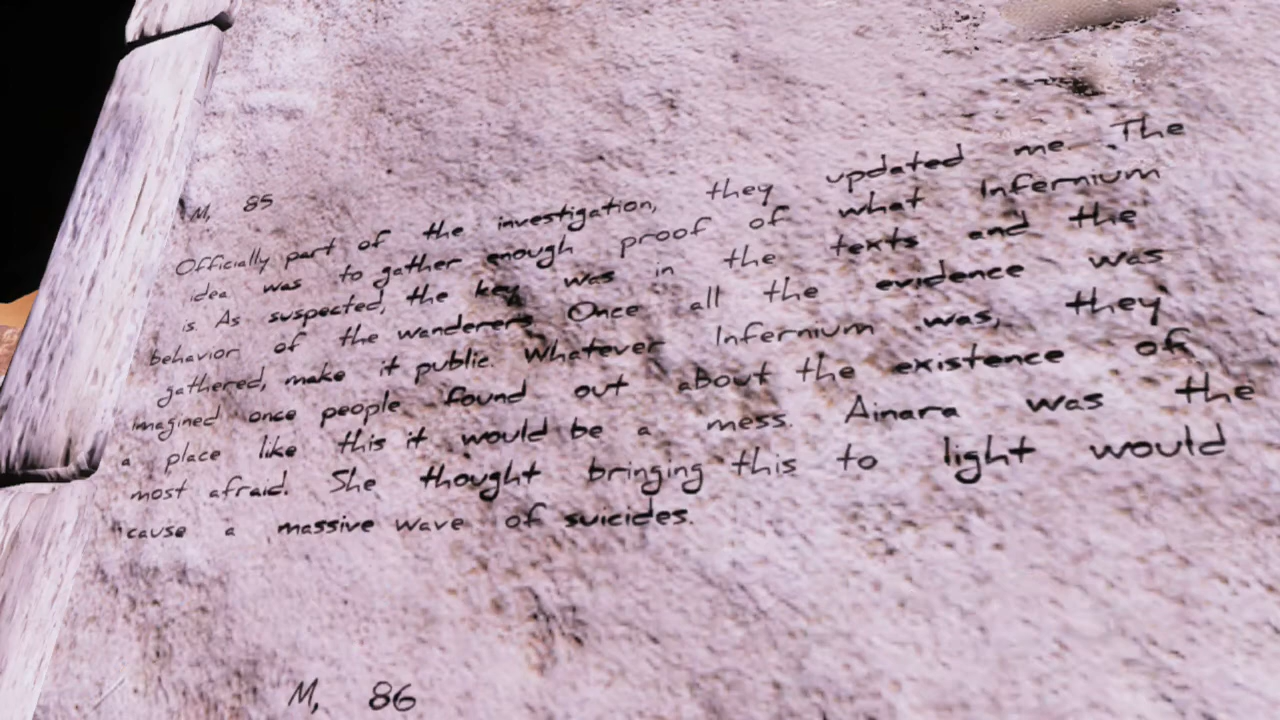 M, 85
Officially part of the investigation, they updated me. The
idea was to gather enough proof of what Infernium
is. As suspected, the key was in the texts and the
behavior of the wanderers. Once all the evidence was
gathered, make it public. Whatever Infernium was, they
imagined once people found out about the existence of
a place like this it would be a mess. Ainara was the
most afraid. She thought bringing this to light would
cause a massive wave of suicides.
M, 86